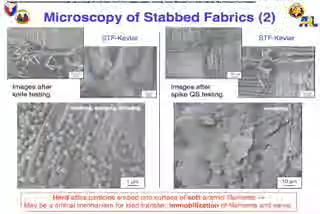 Microscopy of Stabbed Fabrics (2)
STF-Kevlar
STF-Kevlar
Images after
knife testing.
Images after
spike QS testing.
1 µm
10 µm
Hard silica particles embed into surface of soft aramid filaments →
May be a critical mechanism for load transfer, immobilization of filaments and yarns.